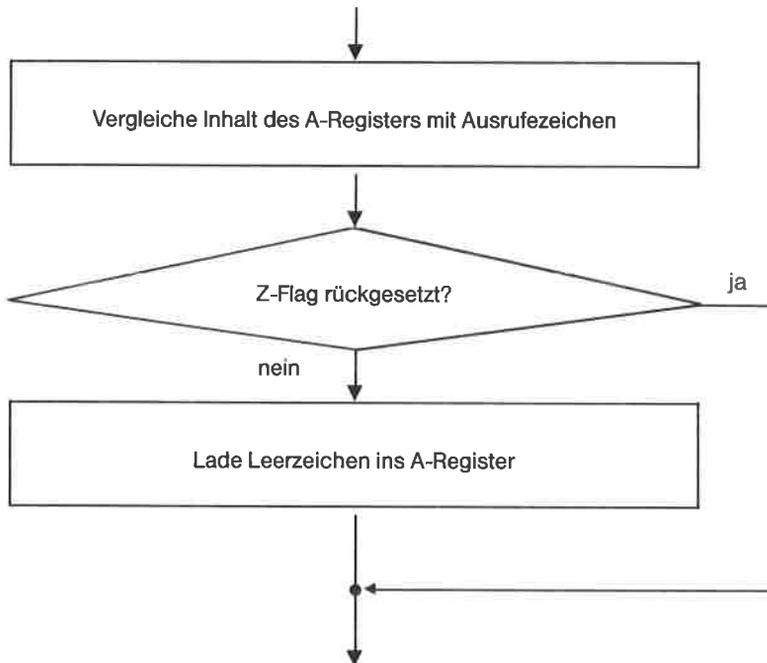 Vergleiche Inhalt des A-Registers mit Ausrufezeichen
Z-Flag rückgesetzt?
ja
nein
Lade Leerzeichen ins A-Register